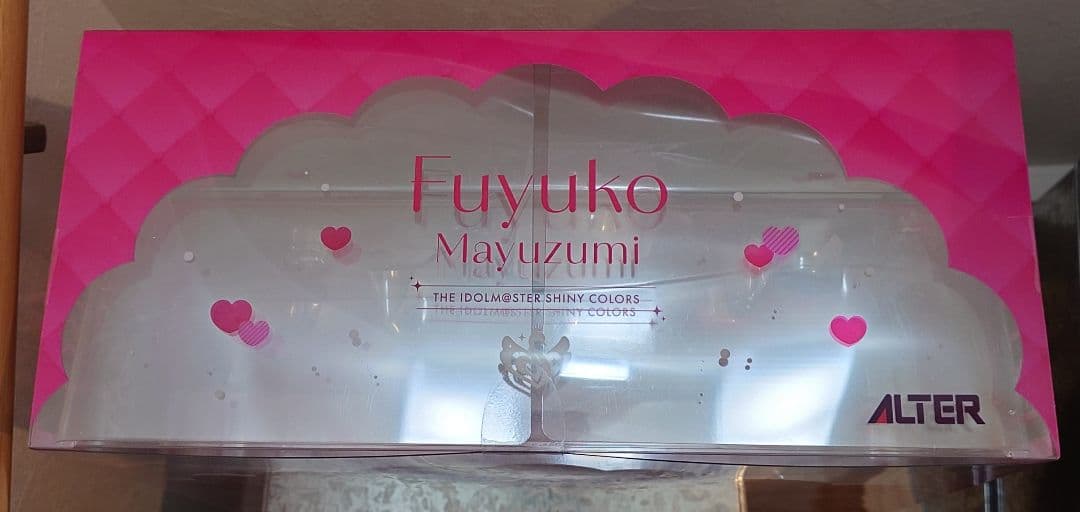 Fuyuko
Mayuzumi
THE IDOLM@STER SHINY COLORS
ALTER